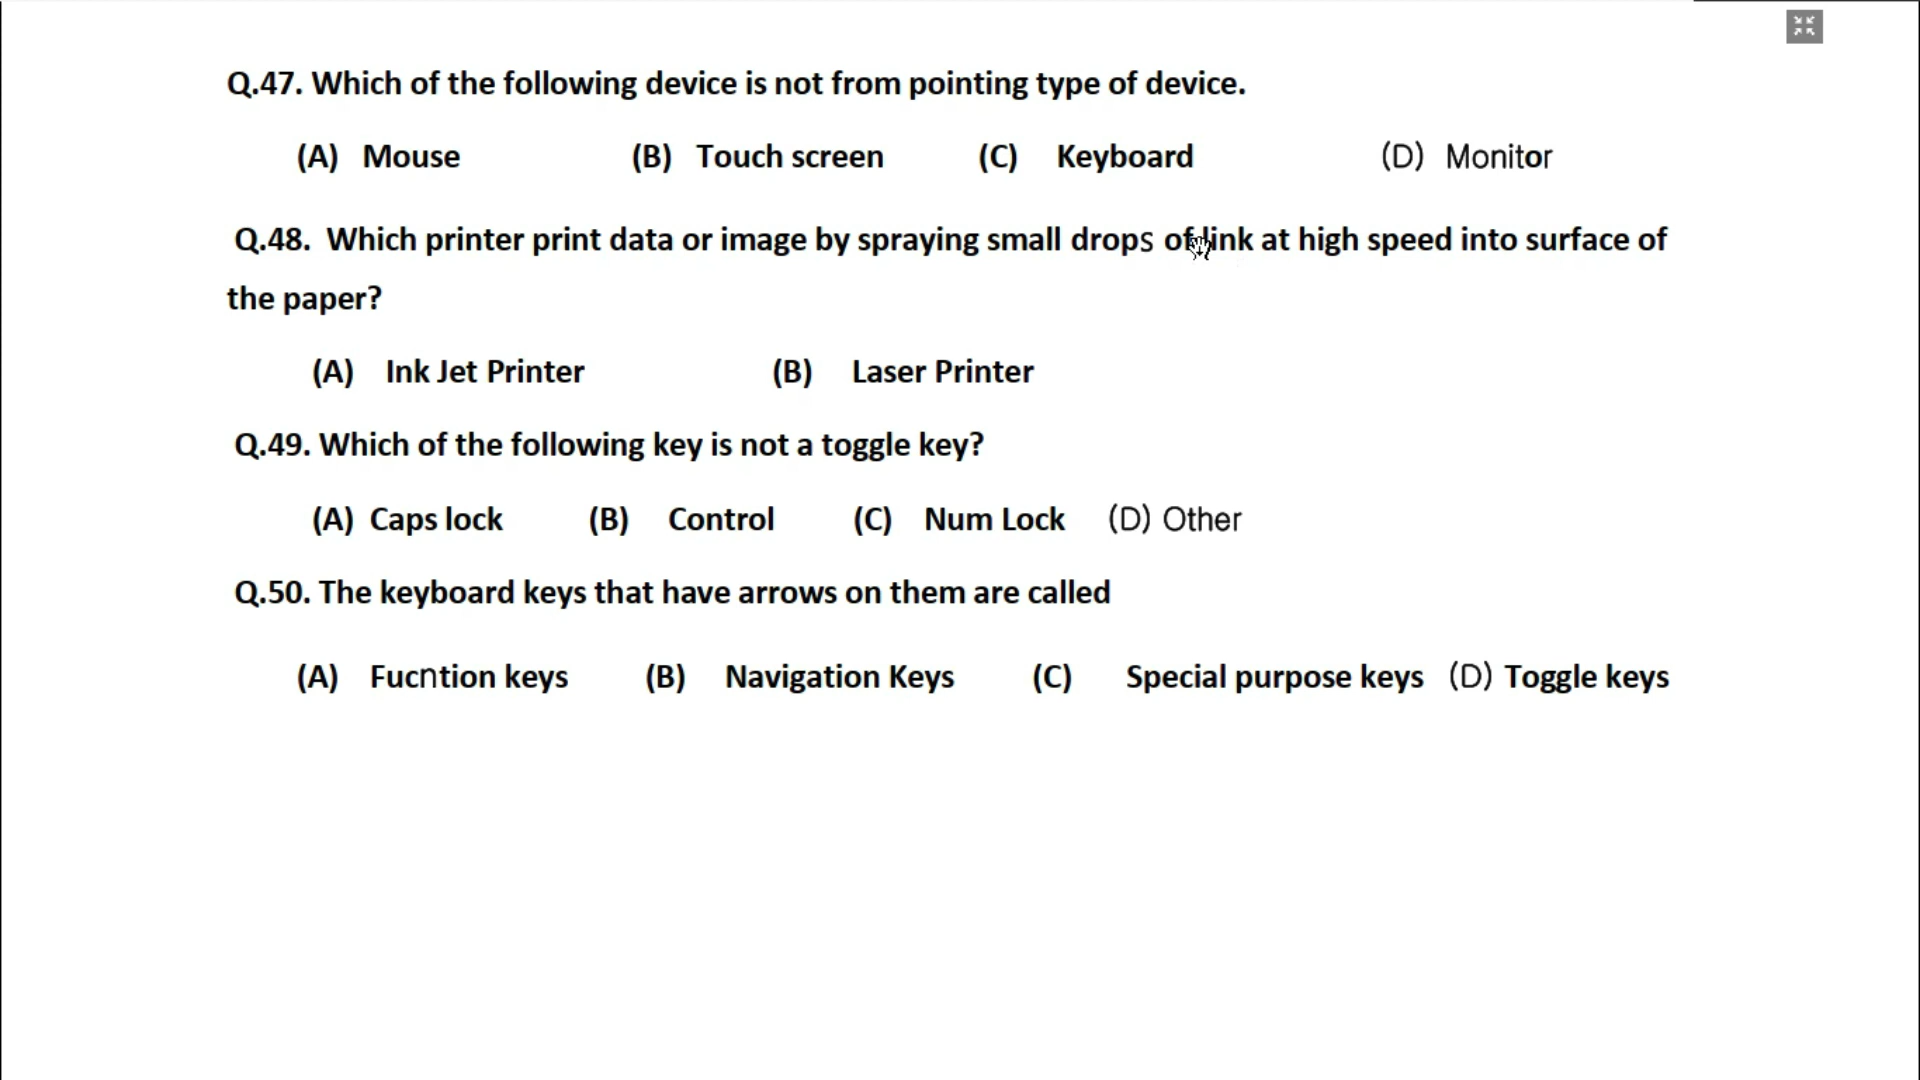 Q.47. Which of the following device is not from pointing type of device.
(A) Mouse (B) Touch screen (C) Keyboard (D) Monitor
Q.48. Which printer print data or image by spraying small drops of ink at high speed into surface of
the paper?
(A) Ink Jet Printer (B) Laser Printer
Q.49. Which of the following key is not a toggle key?
(A) Caps lock (B) Control (C) Num Lock (D) Other
Q.50. The keyboard keys that have arrows on them are called
(A) Fucntion keys (B) Navigation Keys (C) Special purpose keys (D) Toggle keys